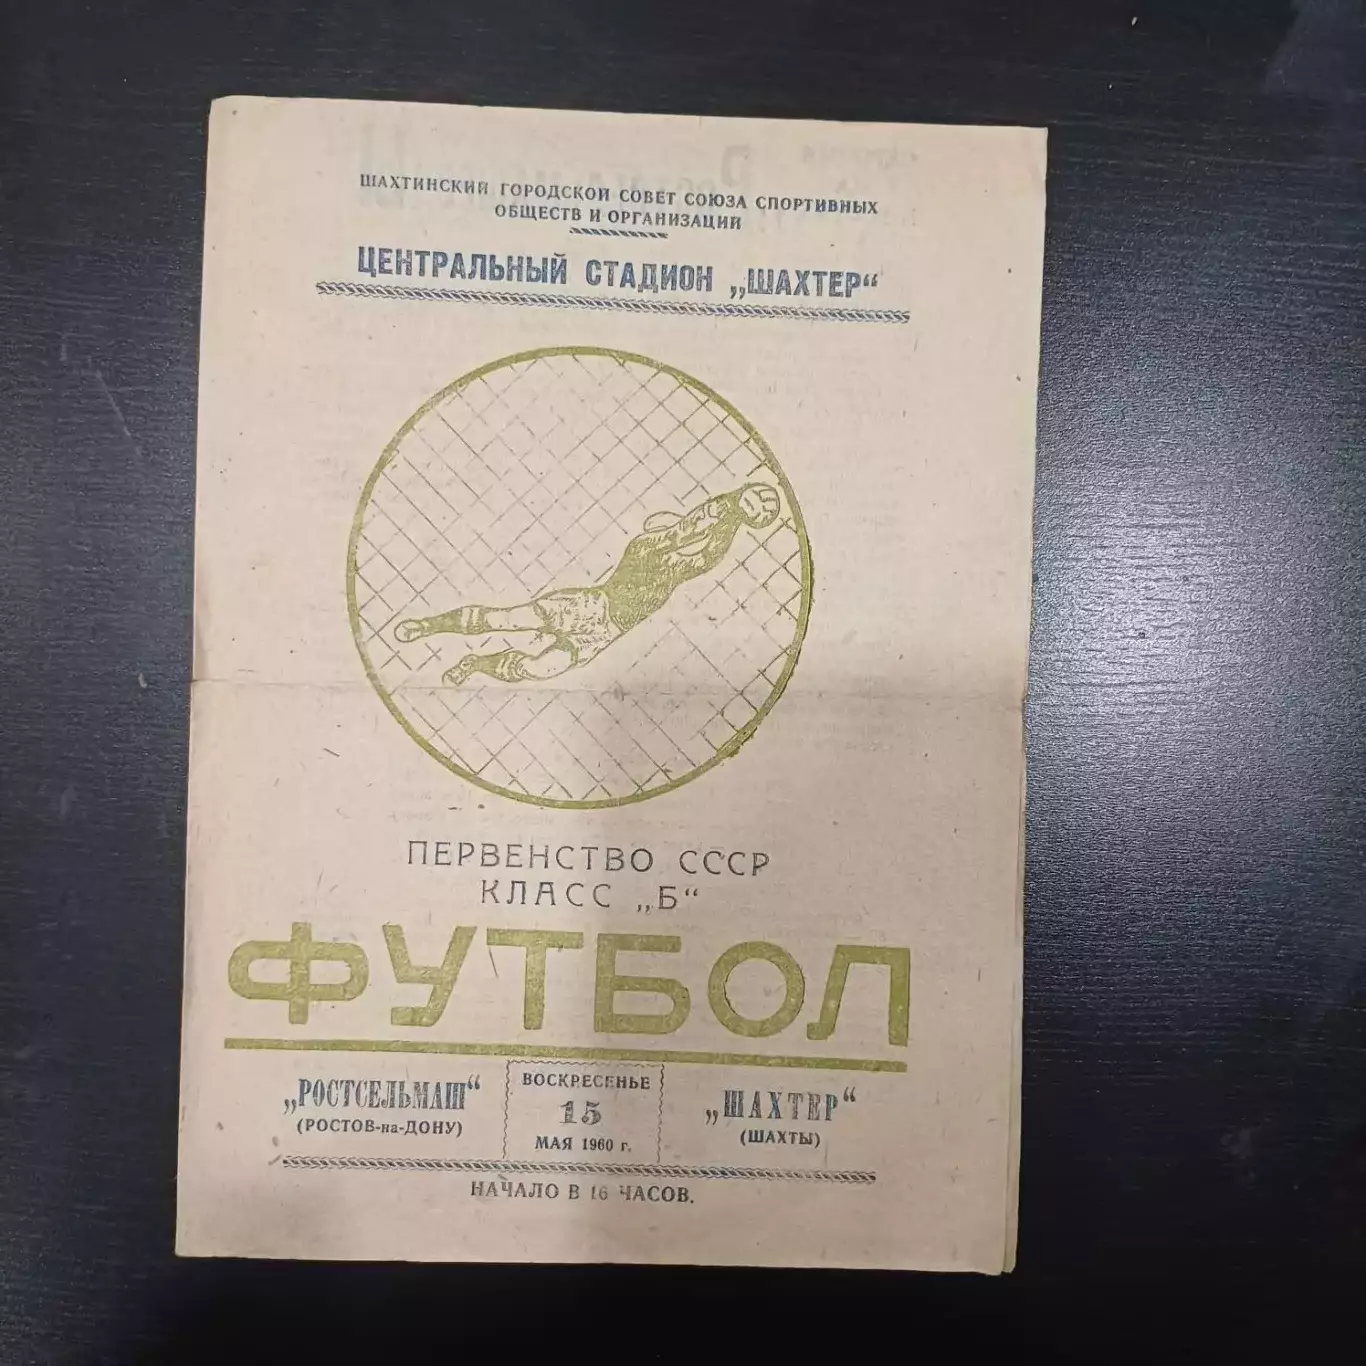 ШАХТИНСКИЙ ГОРОДСКОЙ СОВЕТ СОЮЗА СПОРТИВНЫХ
ОБЩЕСТВ И ОРГАНИЗАЦИЙ
ЦЕНТРАЛЬНЫЙ СТАДИОН „ШАХТЕР“
ПЕРВЕНСТВО СССР
КЛАСС „Б“
ФУТБОЛ
„РОСТСЕЛЬМАШ“
(РОСТОВ-на-ДОНУ)
ВОСКРЕСЕНЬЕ
15
МАЯ 1960 г.
„ШАХТЕР“
(ШАХТЫ)
НАЧАЛО В 16 ЧАСОВ.